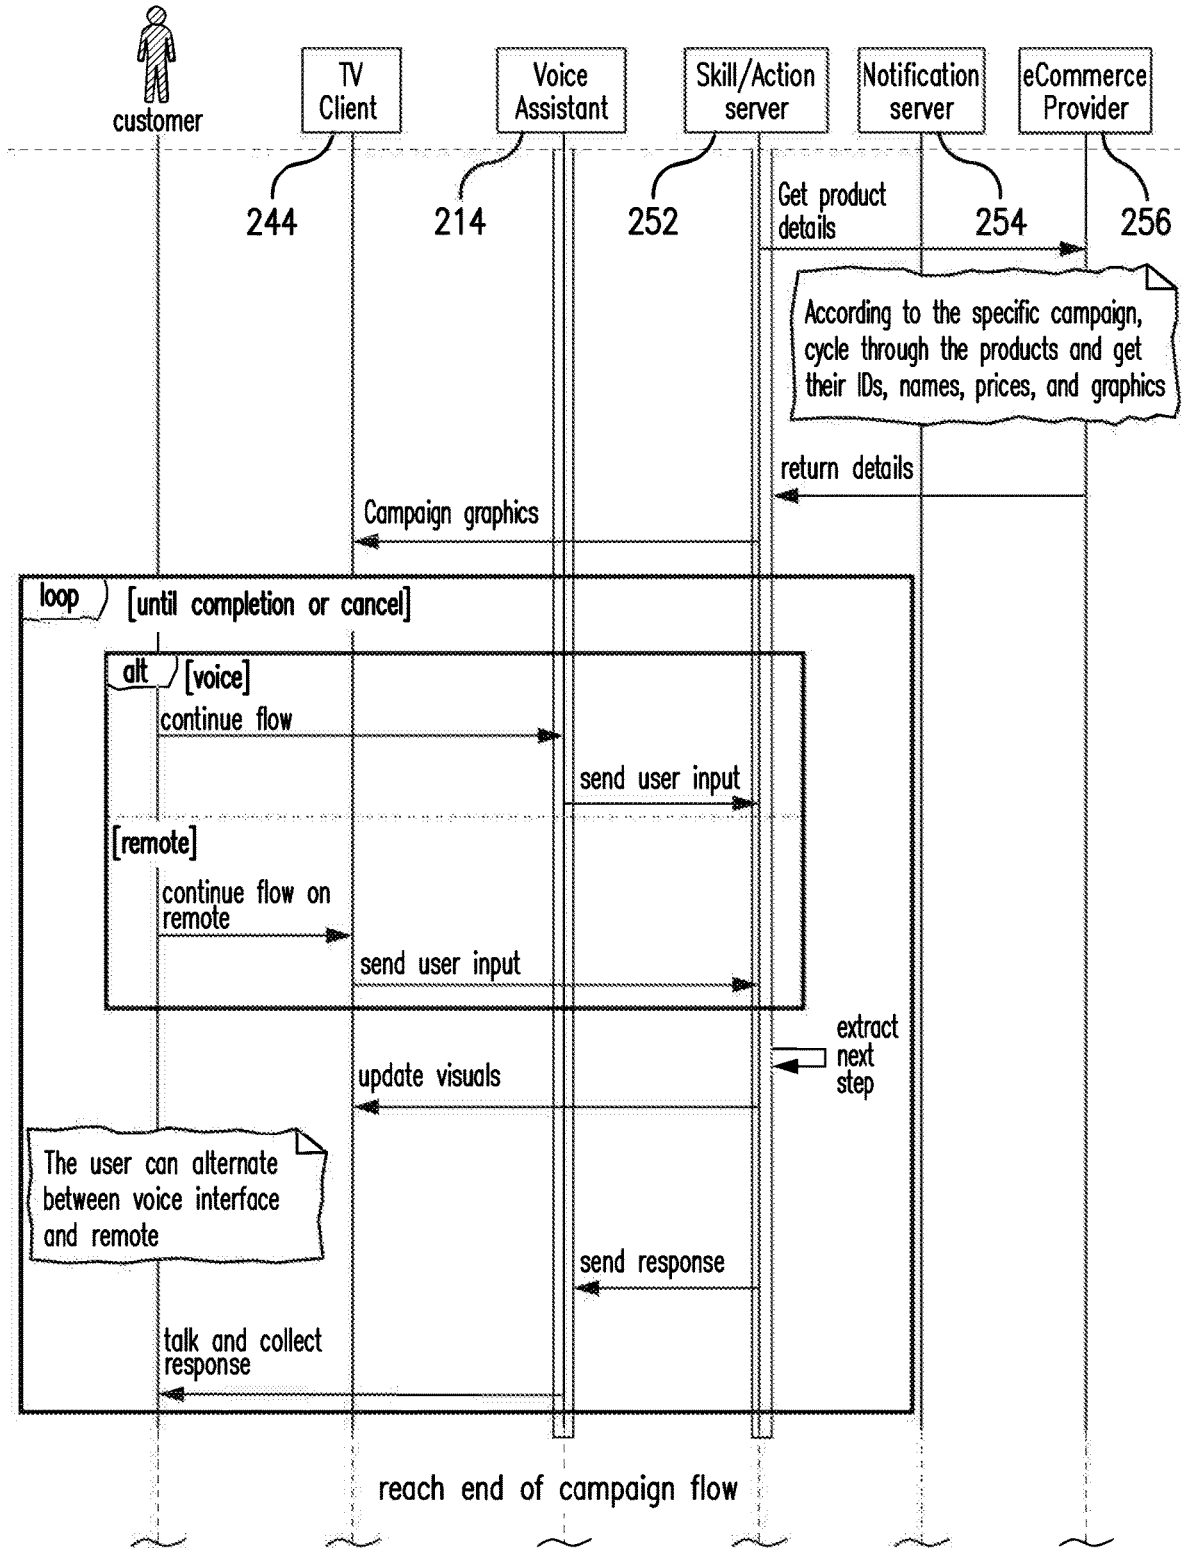 customer
TV
Client
Voice
Assistant
Skill/Action
server
Notification
server
eCommerce
Provider
244
214
252
254
256
Get product
details
According to the specific campaign,
cycle through the products and get
their IDs, names, prices, and graphics
return details
Campaign graphics
loop
[until completion or cancel]
alt
[voice]
continue flow
send user input
[remote]
continue flow on
remote
send user input
extract
next
step
update visuals
The user can alternate
between voice interface
and remote
send response
talk and collect
response
reach end of campaign flow